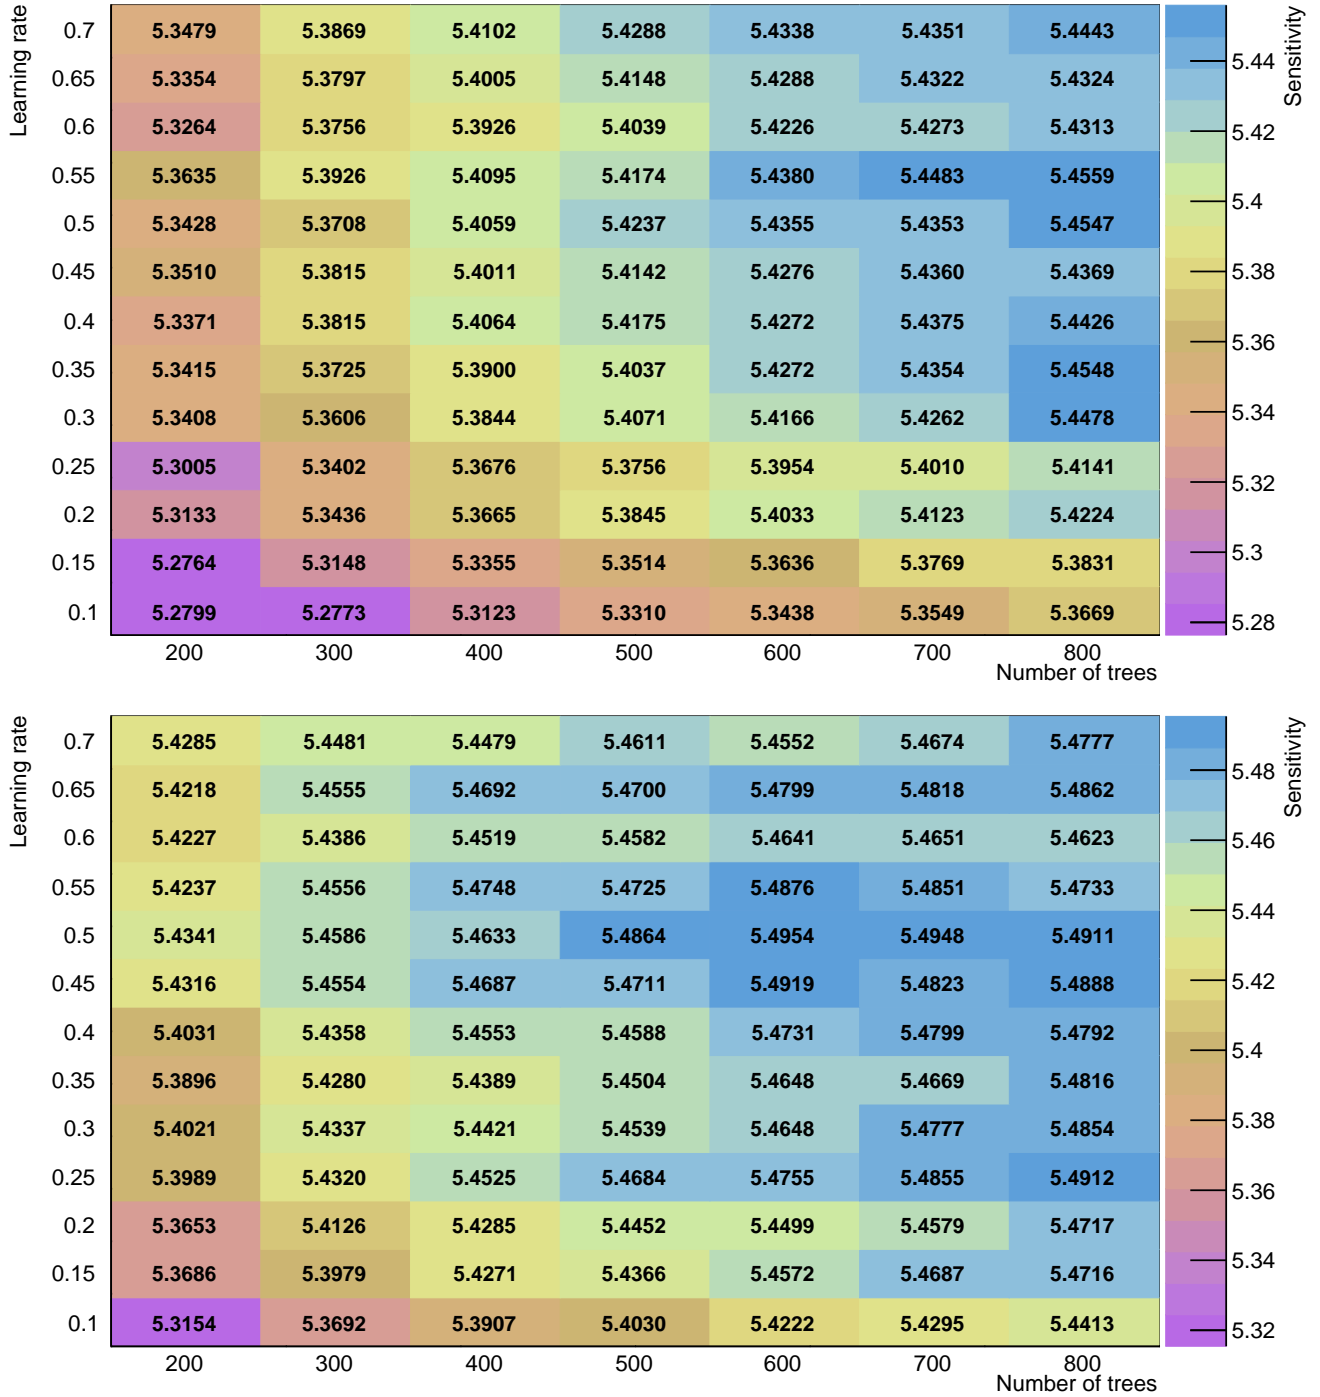 Learning rate
Sensitivity
0.7 5.3479 5.3869 5.4102 5.4288 5.4338 5.4351 5.4443
5.44
0.65 5.3354 5.3797 5.4005 5.4148 5.4288 5.4322 5.4324
0.6 5.3264 5.3756 5.3926 5.4039 5.4226 5.4273 5.4313
5.42
0.55 5.3635 5.3926 5.4095 5.4174 5.4380 5.4483 5.4559
5.4
0.5 5.3428 5.3708 5.4059 5.4237 5.4355 5.4353 5.4547
0.45 5.3510 5.3815 5.4011 5.4142 5.4276 5.4360 5.4369
5.38
0.4 5.3371 5.3815 5.4064 5.4175 5.4272 5.4375 5.4426
5.36
0.35 5.3415 5.3725 5.3900 5.4037 5.4272 5.4354 5.4548
5.34
0.3 5.3408 5.3606 5.3844 5.4071 5.4166 5.4262 5.4478
0.25 5.3005 5.3402 5.3676 5.3756 5.3954 5.4010 5.4141
5.32
0.2 5.3133 5.3436 5.3665 5.3845 5.4033 5.4123 5.4224
5.3
0.15 5.2764 5.3148 5.3355 5.3514 5.3636 5.3769 5.3831
0.1 5.2799 5.2773 5.3123 5.3310 5.3438 5.3549 5.3669
5.28
200 300 400 500 600 700 800
Number of trees
Learning rate
Sensitivity
0.7 5.4285 5.4481 5.4479 5.4611 5.4552 5.4674 5.4777
5.48
0.65 5.4218 5.4555 5.4692 5.4700 5.4799 5.4818 5.4862
0.6 5.4227 5.4386 5.4519 5.4582 5.4641 5.4651 5.4623
5.46
0.55 5.4237 5.4556 5.4748 5.4725 5.4876 5.4851 5.4733
5.44
0.5 5.4341 5.4586 5.4633 5.4864 5.4954 5.4948 5.4911
0.45 5.4316 5.4554 5.4687 5.4711 5.4919 5.4823 5.4888
5.42
0.4 5.4031 5.4358 5.4553 5.4588 5.4731 5.4799 5.4792
5.4
0.35 5.3896 5.4280 5.4389 5.4504 5.4648 5.4669 5.4816
5.38
0.3 5.4021 5.4337 5.4421 5.4539 5.4648 5.4777 5.4854
0.25 5.3989 5.4320 5.4525 5.4684 5.4755 5.4855 5.4912
5.36
0.2 5.3653 5.4126 5.4285 5.4452 5.4499 5.4579 5.4717
5.34
0.15 5.3686 5.3979 5.4271 5.4366 5.4572 5.4687 5.4716
0.1 5.3154 5.3692 5.3907 5.4030 5.4222 5.4295 5.4413
5.32
200 300 400 500 600 700 800
Number of trees